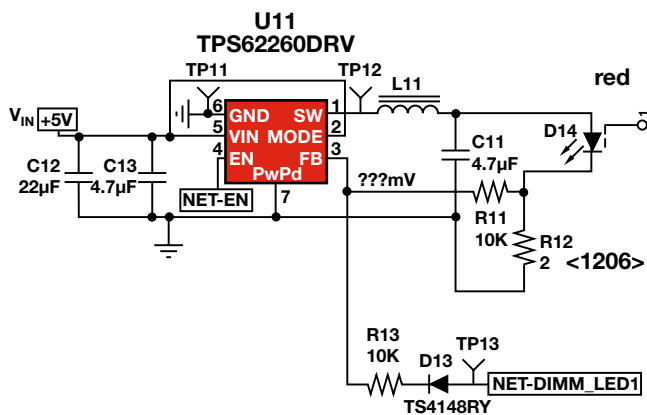 U11
TPS62260DRV
TP11
TP12
L11
red
VIN +5V
6 GND SW 1
5 VIN MODE 2
4 EN FB 3
PwPd
7
C12
22µF
C13
4.7µF
NET-EN
C11
4.7µF
D14
1
???mV
R11
10K
R12
2
<1206>
R13
10K
D13
TS4148RY
TP13
NET-DIMM_LED1